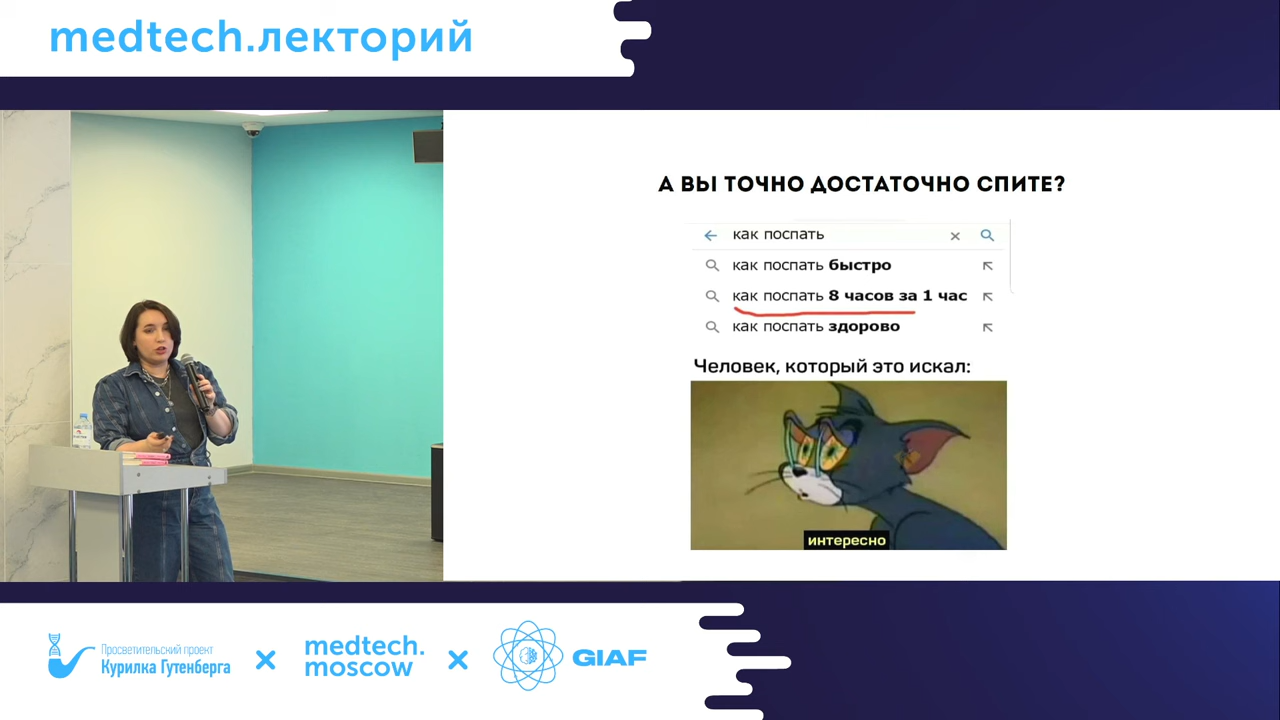 medtech.лекторий
А ВЫ ТОЧНО ДОСТАТОЧНО СПИТЕ?
как поспать
как поспать быстро
как поспать 8 часов за 1 час
как поспать здорово
Человек, который это искал:
интересно
Просветительский проект
Курилка Гутенберга
medtech.
moscow
GIAF